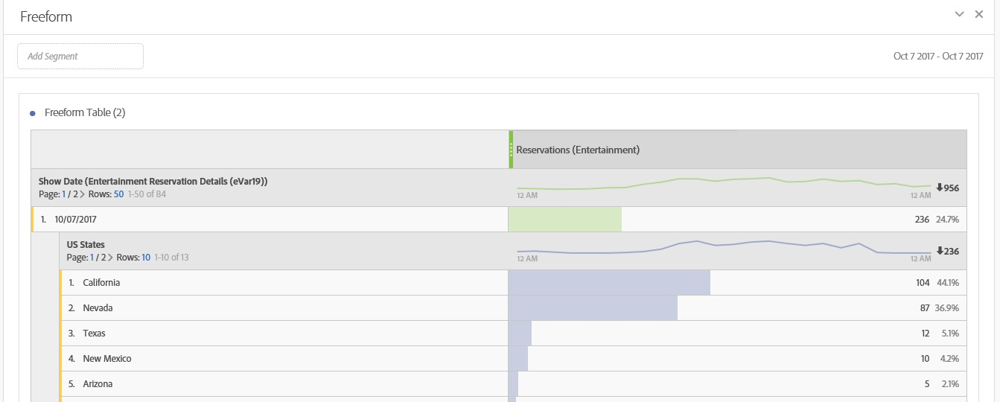 Freeform
Add Segment
Oct 7 2017 - Oct 7 2017
Freeform Table (2)
Reservations (Entertainment)
Show Date (Entertainment Reservation Details (eVar19))
Page: 1 / 2 > Rows: 50 1-50 of 84
12 AM 12 AM 956
1. 10/07/2017 236 24.7%
US States
Page: 1 / 2 > Rows: 10 1-10 of 13
12 AM 12 AM 236
1. California 104 44.1%
2. Nevada 87 36.9%
3. Texas 12 5.1%
4. New Mexico 10 4.2%
5. Arizona 5 2.1%